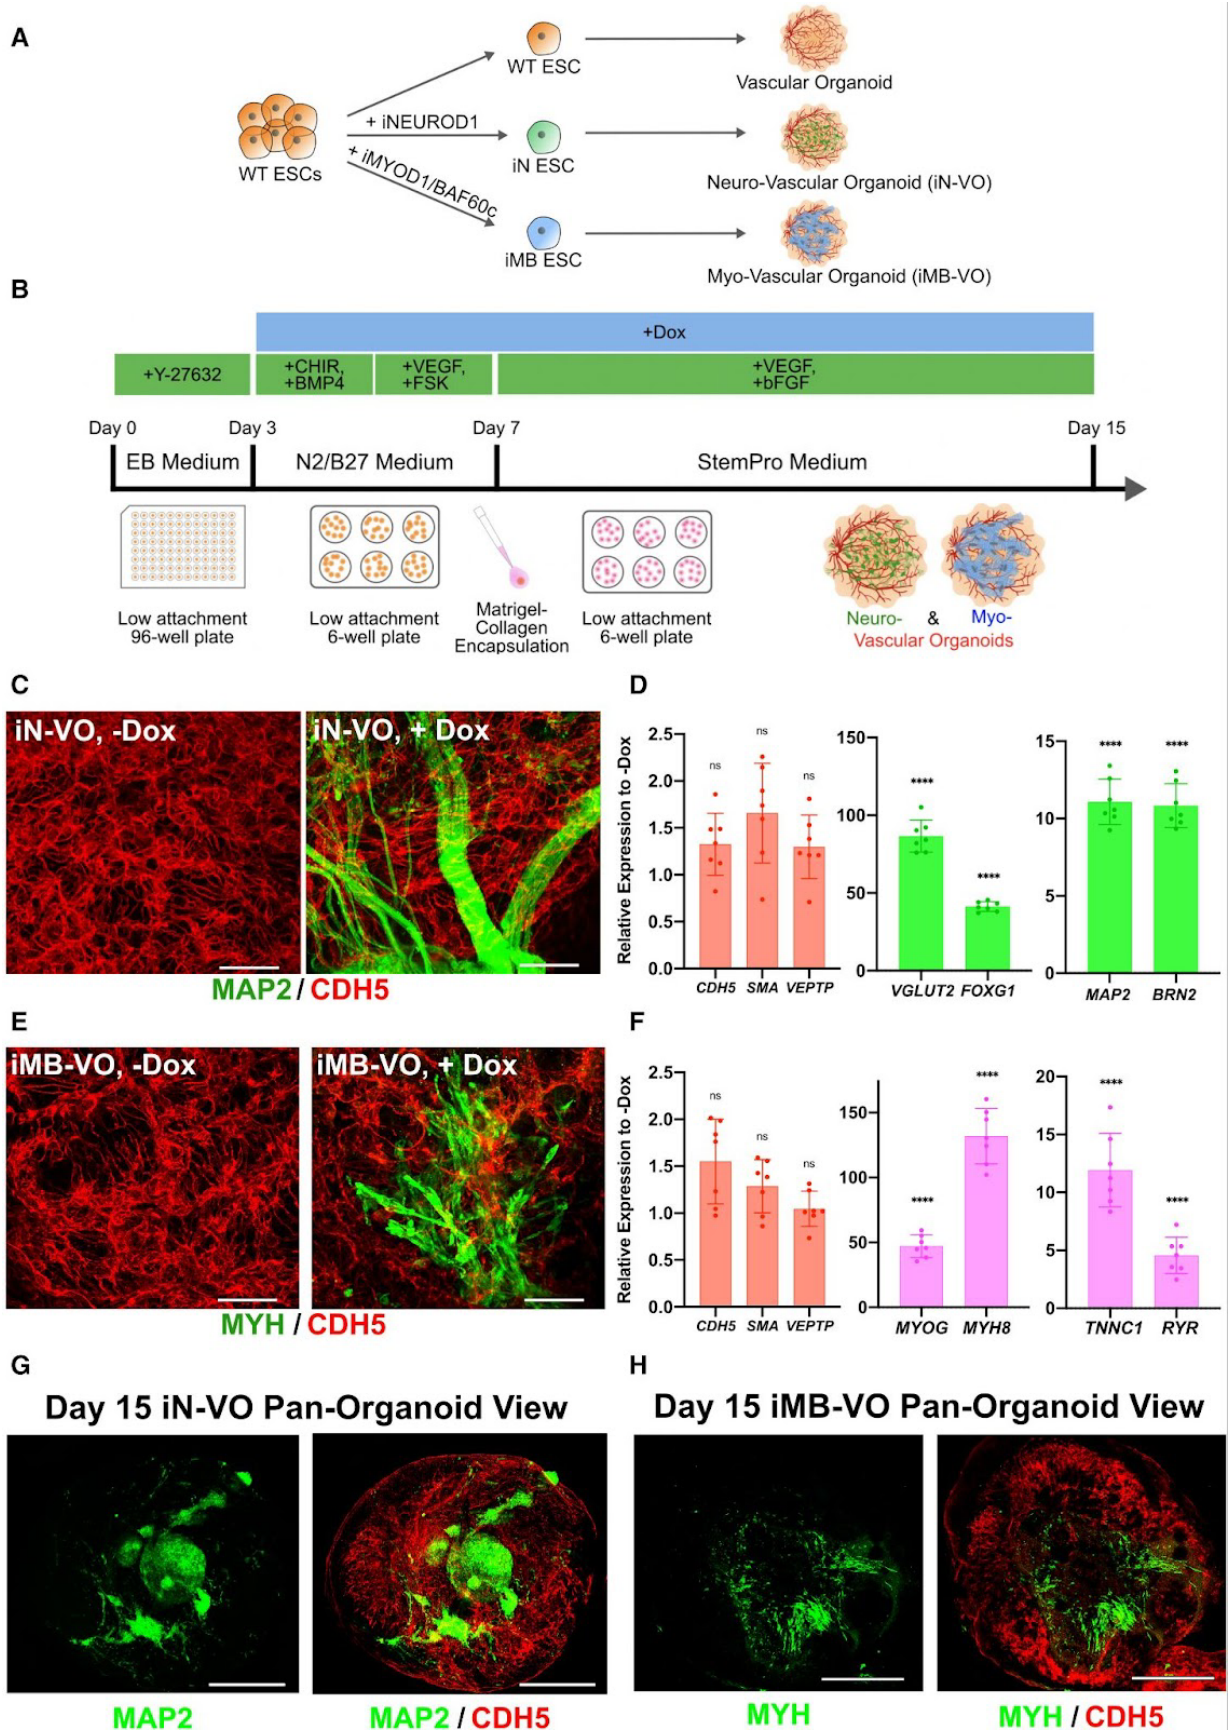 A
WT ESCs
+ iNEUROD1
+ iMYOD1/BAF60c
WT ESC
Vascular Organoid
iN ESC
Neuro-Vascular Organoid (iN-VO)
iMB ESC
Myo-Vascular Organoid (iMB-VO)
B
+Dox
+Y-27632
+CHIR,
+BMP4
+VEGF,
+FSK
+VEGF,
+bFGF
Day 0
Day 3
Day 7
Day 15
EB Medium
N2/B27 Medium
StemPro Medium
Low attachment
96-well plate
Low attachment
6-well plate
Matrigel-
Collagen
Encapsulation
Low attachment
6-well plate
Neuro- & Myo-
Vascular Organoids
C
iN-VO, -Dox
iN-VO, + Dox
MAP2 / CDH5
D
Relative Expression to -Dox
2.5
2.0
1.5
1.0
0.5
0.0
ns
ns
ns
CDH5 SMA VEPTP
150
100
50
0
****
****
VGLUT2 FOXG1
15
10
5
0
****
****
MAP2 BRN2
E
iMB-VO, -Dox
iMB-VO, + Dox
MYH / CDH5
F
Relative Expression to -Dox
2.5
2.0
1.5
1.0
0.5
0.0
ns
ns
ns
CDH5 SMA VEPTP
150
100
50
0
****
****
MYOG MYH8
20
15
10
5
0
****
****
TNNC1 RYR
G
Day 15 iN-VO Pan-Organoid View
MAP2
MAP2 / CDH5
H
Day 15 iMB-VO Pan-Organoid View
MYH
MYH / CDH5